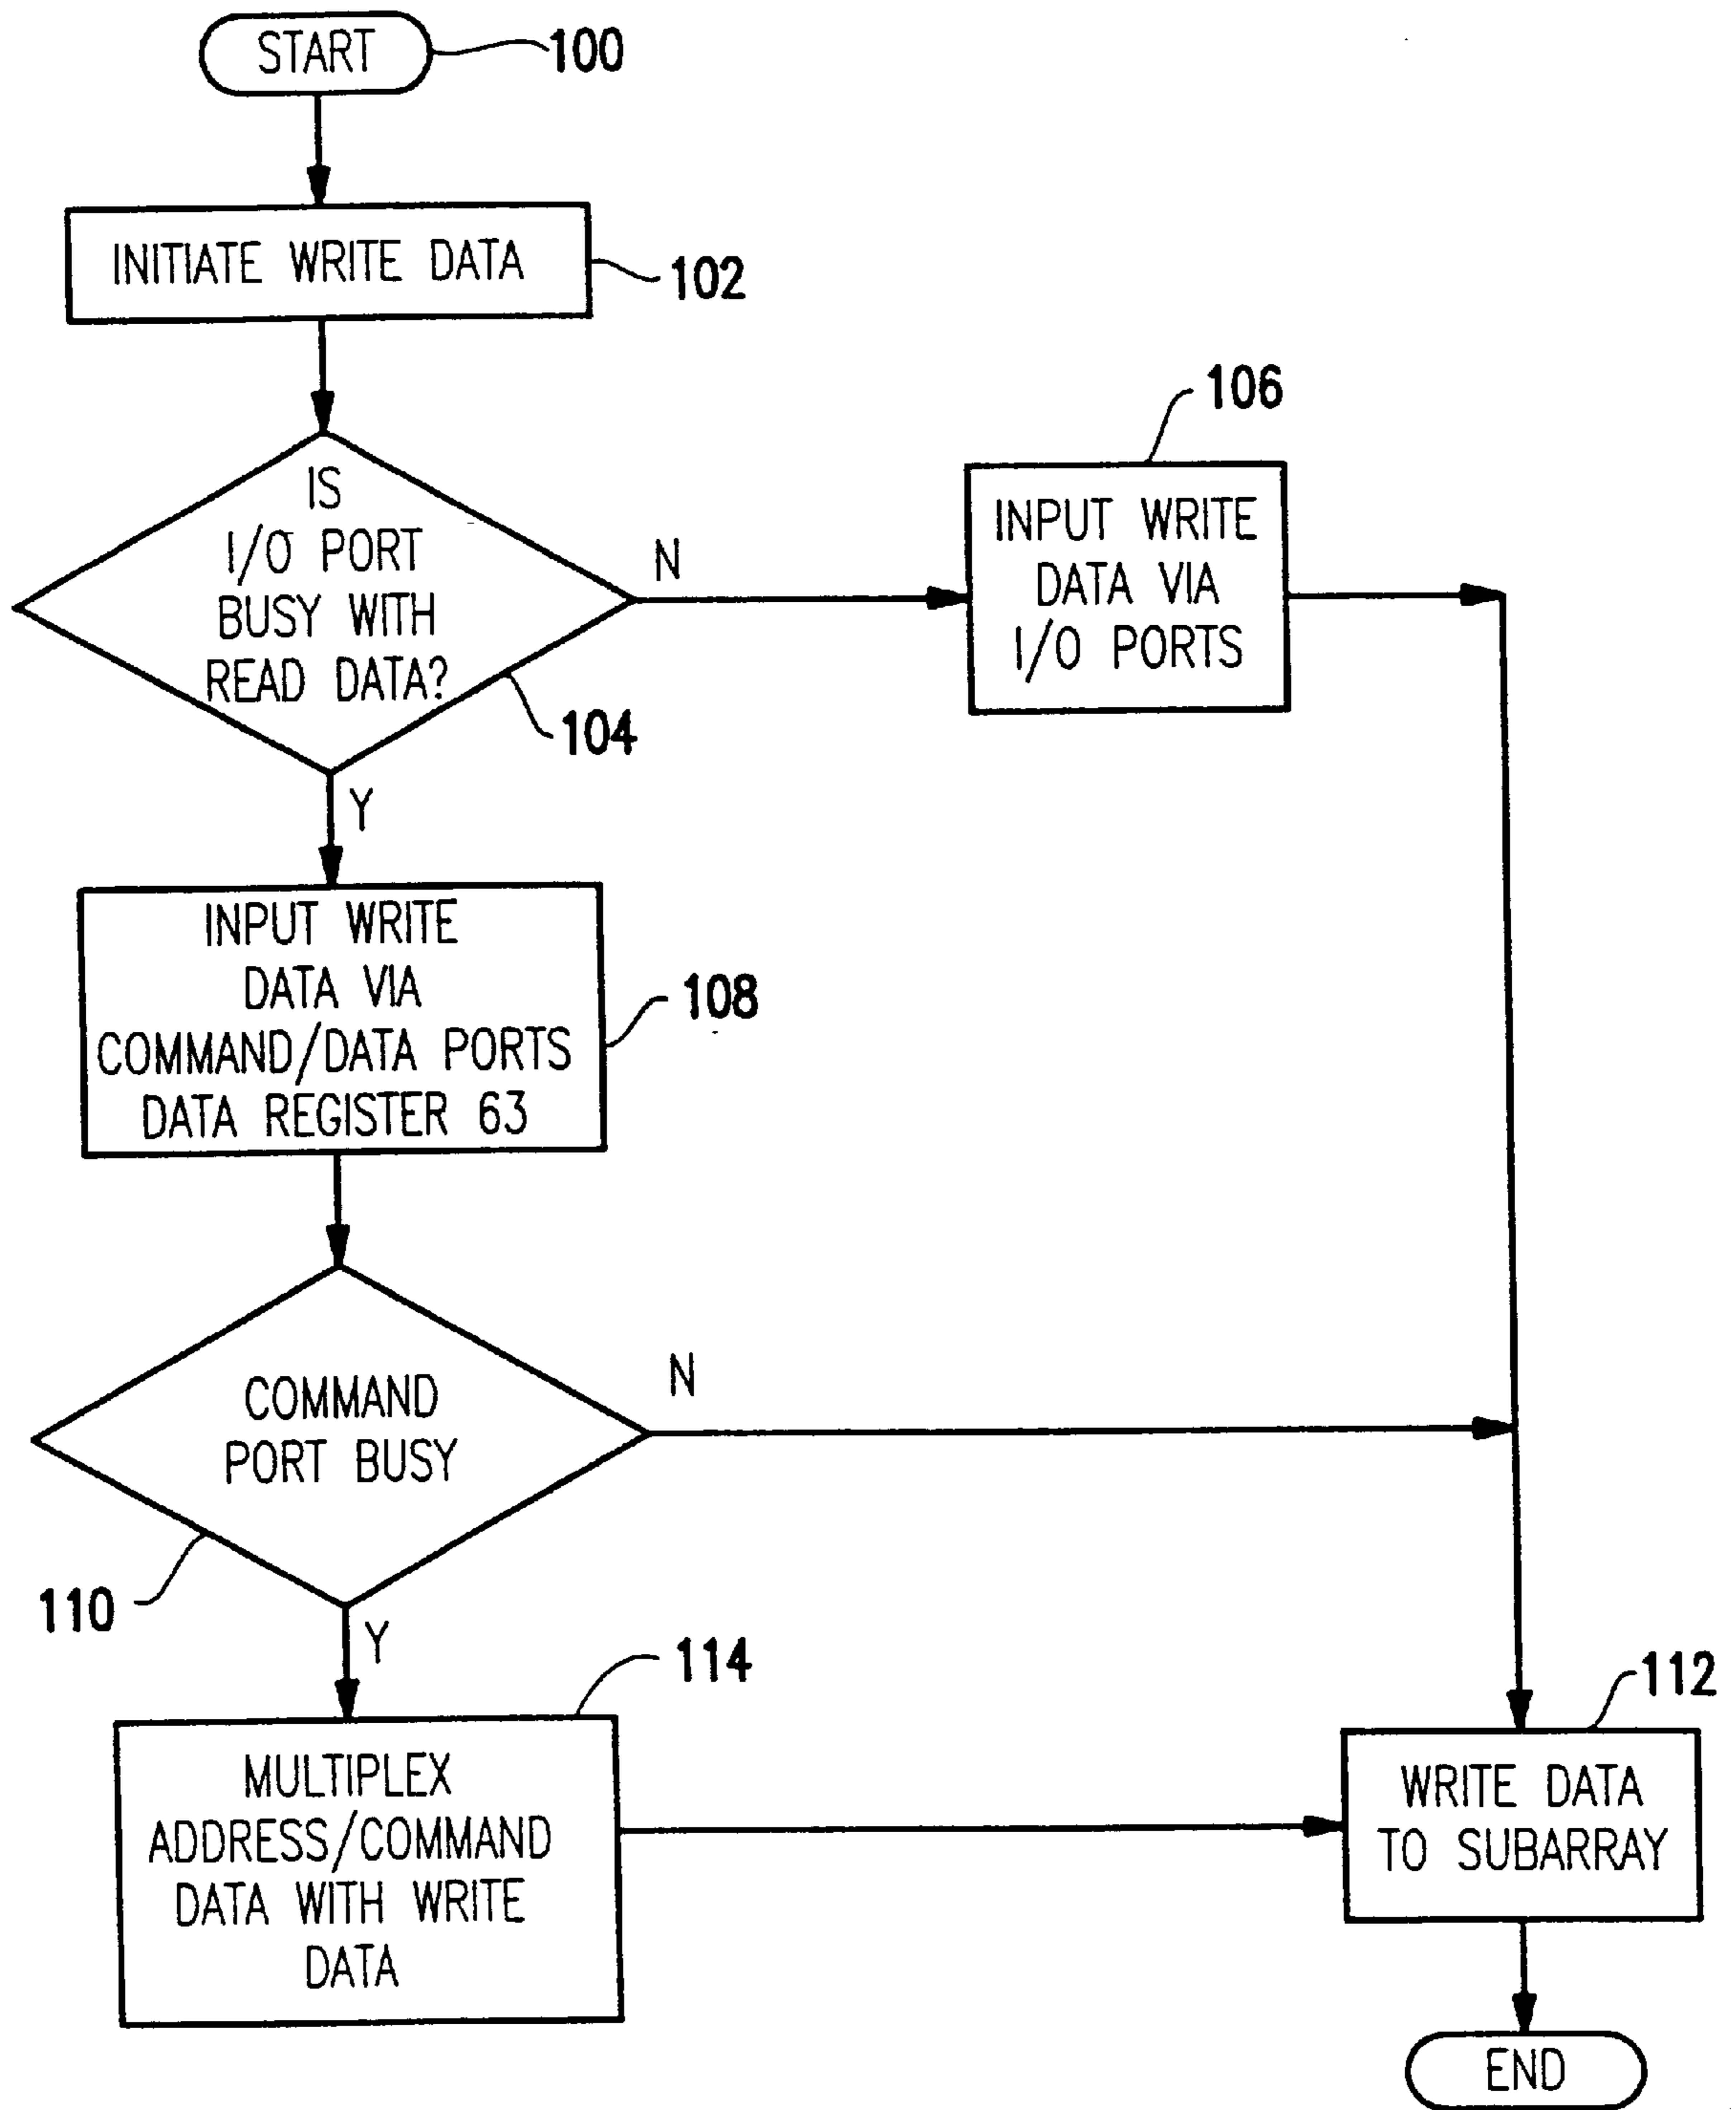 START
100
INITIATE WRITE DATA
102
IS
I/O PORT
BUSY WITH
READ DATA?
104
N
Y
106
INPUT WRITE
DATA VIA
I/O PORTS
INPUT WRITE
DATA VIA
COMMAND/DATA PORTS
DATA REGISTER 63
108
COMMAND
PORT BUSY
N
110
Y
114
MULTIPLEX
ADDRESS/COMMAND
DATA WITH WRITE
DATA
112
WRITE DATA
TO SUBARRAY
END